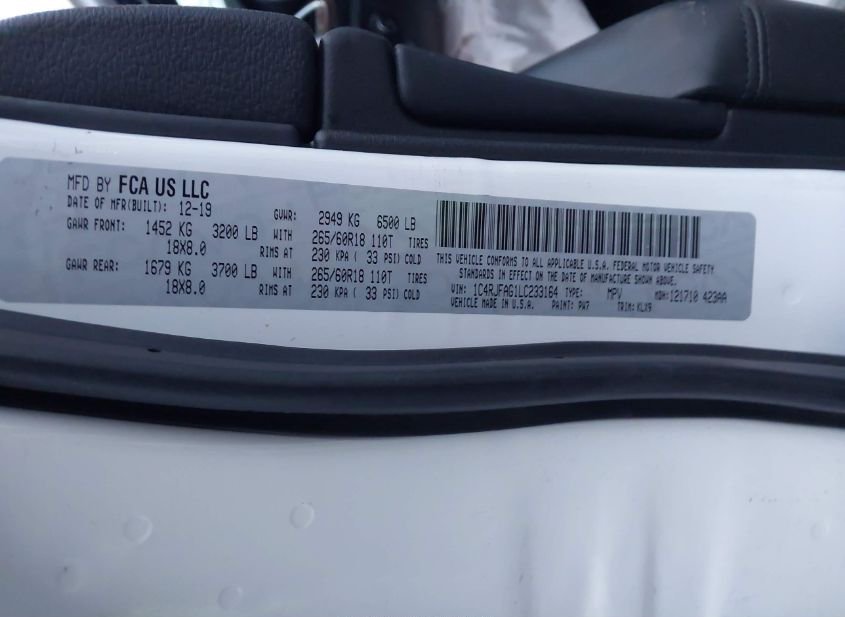 MFD BY FCA US LLC
DATE OF MFR(BUILT): 12-19 GVWR: 2949 KG 6500 LB
GAWR FRONT: 1452 KG 3200 LB WITH 265/60R18 110T TIRES
18X8.0 RIMS AT 230 KPA ( 33 PSI) COLD
GAWR REAR: 1679 KG 3700 LB WITH 265/60R18 110T TIRES
18X8.0 RIMS AT 230 KPA ( 33 PSI) COLD
THIS VEHICLE CONFORMS TO ALL APPLICABLE U.S.A. FEDERAL MOTOR VEHICLE SAFETY
STANDARDS IN EFFECT ON THE DATE OF MANUFACTURE SHOWN ABOVE.
VIN: 1C4RJFAG1LC233164 TYPE: MPV MDH: 121710 423AA
VEHICLE MADE IN U.S.A. PAINT: PW7 TRIM: KLX9